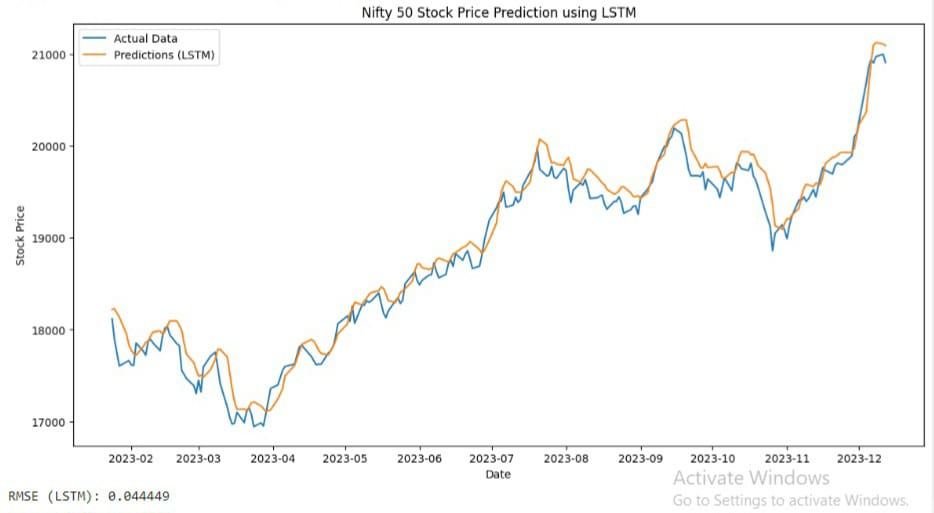 Nifty 50 Stock Price Prediction using LSTM
Actual Data
Predictions (LSTM)
21000
20000
19000
18000
17000
Stock Price
2023-02 2023-03 2023-04 2023-05 2023-06 2023-07 2023-08 2023-09 2023-10 2023-11 2023-12
Date
Activate Windows
Go to Settings to activate Windows.
RMSE (LSTM): 0.044449